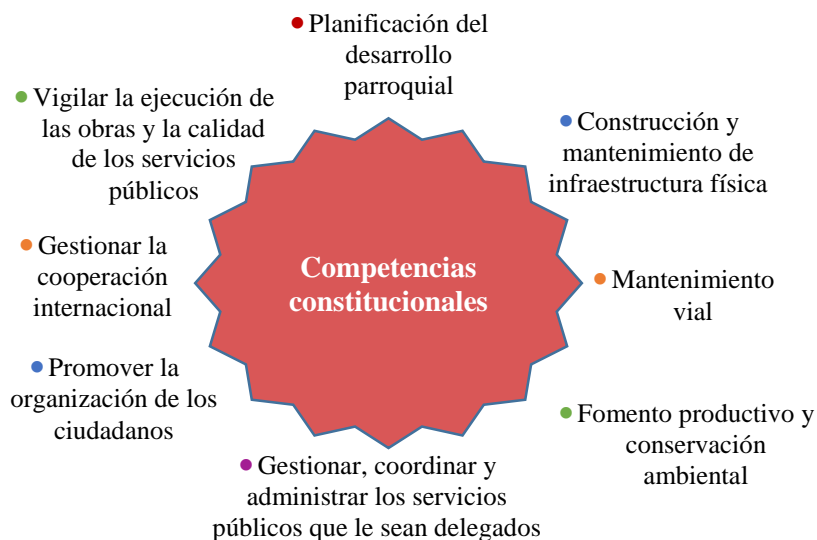 • Planificación del
desarrollo
parroquial
• Construcción y
mantenimiento de
infraestructura física
• Mantenimiento
vial
• Fomento productivo y
conservación
ambiental
• Gestionar, coordinar y
administrar los servicios
públicos que le sean delegados
• Promover la
organización de los
ciudadanos
• Gestionar la
cooperación
internacional
• Vigilar la ejecución de
las obras y la calidad
de los servicios
públicos
Competencias
constitucionales